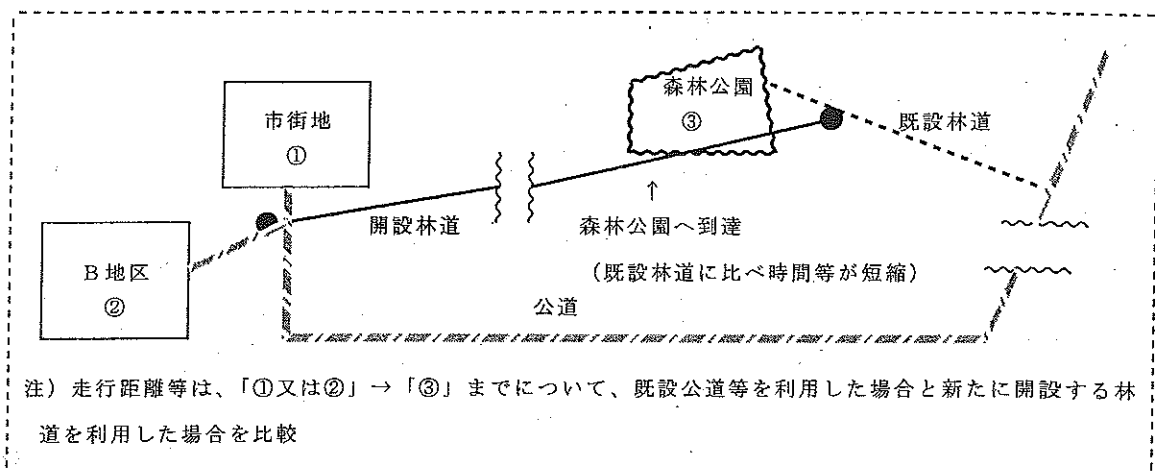 森林公園
③
市街地
①
既設林道
開設林道
↑
森林公園へ到達
B地区
②
（既設林道に比べ時間等が短縮）
公道
注）走行距離等は、「①又は②」→「③」までについて、既設公道等を利用した場合と新たに開設する林
道を利用した場合を比較